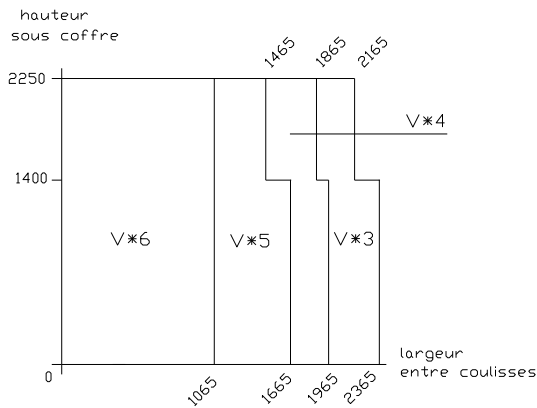 hauteur
sous coffre
1465
1865
2165
2250
V*4
1400
V*6
V*5
V*3
largeur
entre coulisses
0
1065
1665
1965
2365